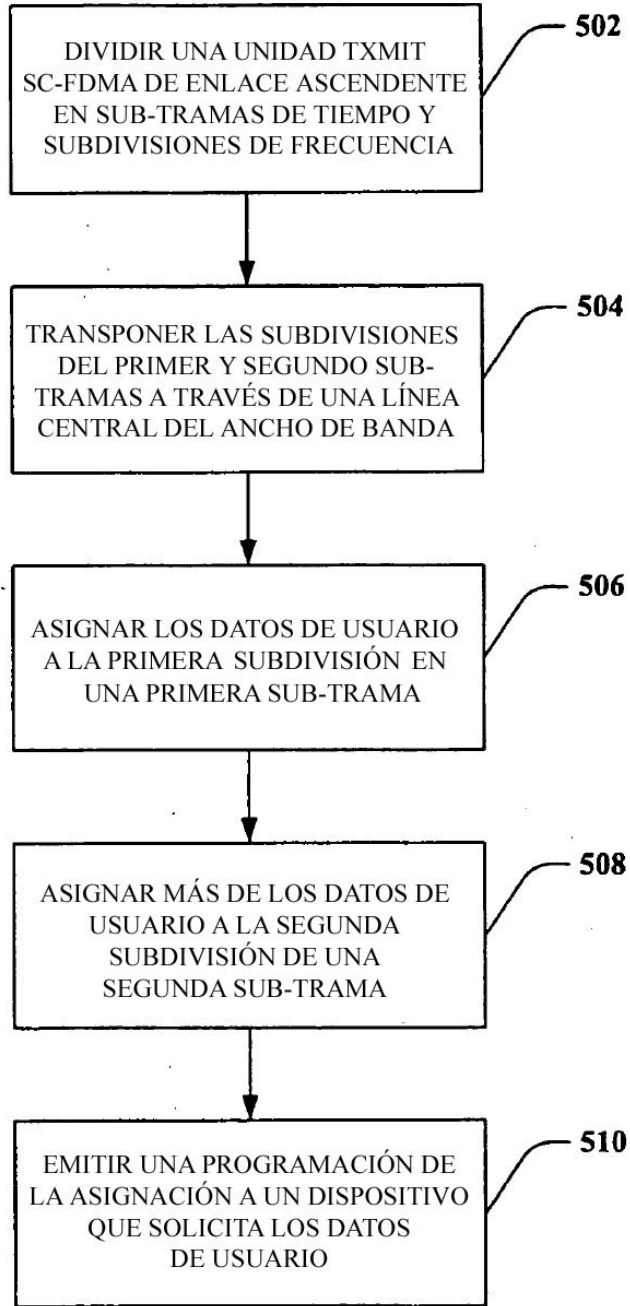 DIVIDIR UNA UNIDAD TXMIT
SC-FDMA DE ENLACE ASCENDENTE
EN SUB-TRAMAS DE TIEMPO Y
SUBDIVISIONES DE FRECUENCIA
502
TRANSPONER LAS SUBDIVISIONES
DEL PRIMER Y SEGUNDO SUB-
TRAMAS A TRAVÉS DE UNA LÍNEA
CENTRAL DEL ANCHO DE BANDA
504
ASIGNAR LOS DATOS DE USUARIO
A LA PRIMERA SUBDIVISIÓN EN
UNA PRIMERA SUB-TRAMA
506
ASIGNAR MÁS DE LOS DATOS DE
USUARIO A LA SEGUNDA
SUBDIVISIÓN DE UNA
SEGUNDA SUB-TRAMA
508
EMITIR UNA PROGRAMACIÓN DE
LA ASIGNACIÓN A UN DISPOSITIVO
QUE SOLICITA LOS DATOS
DE USUARIO
510